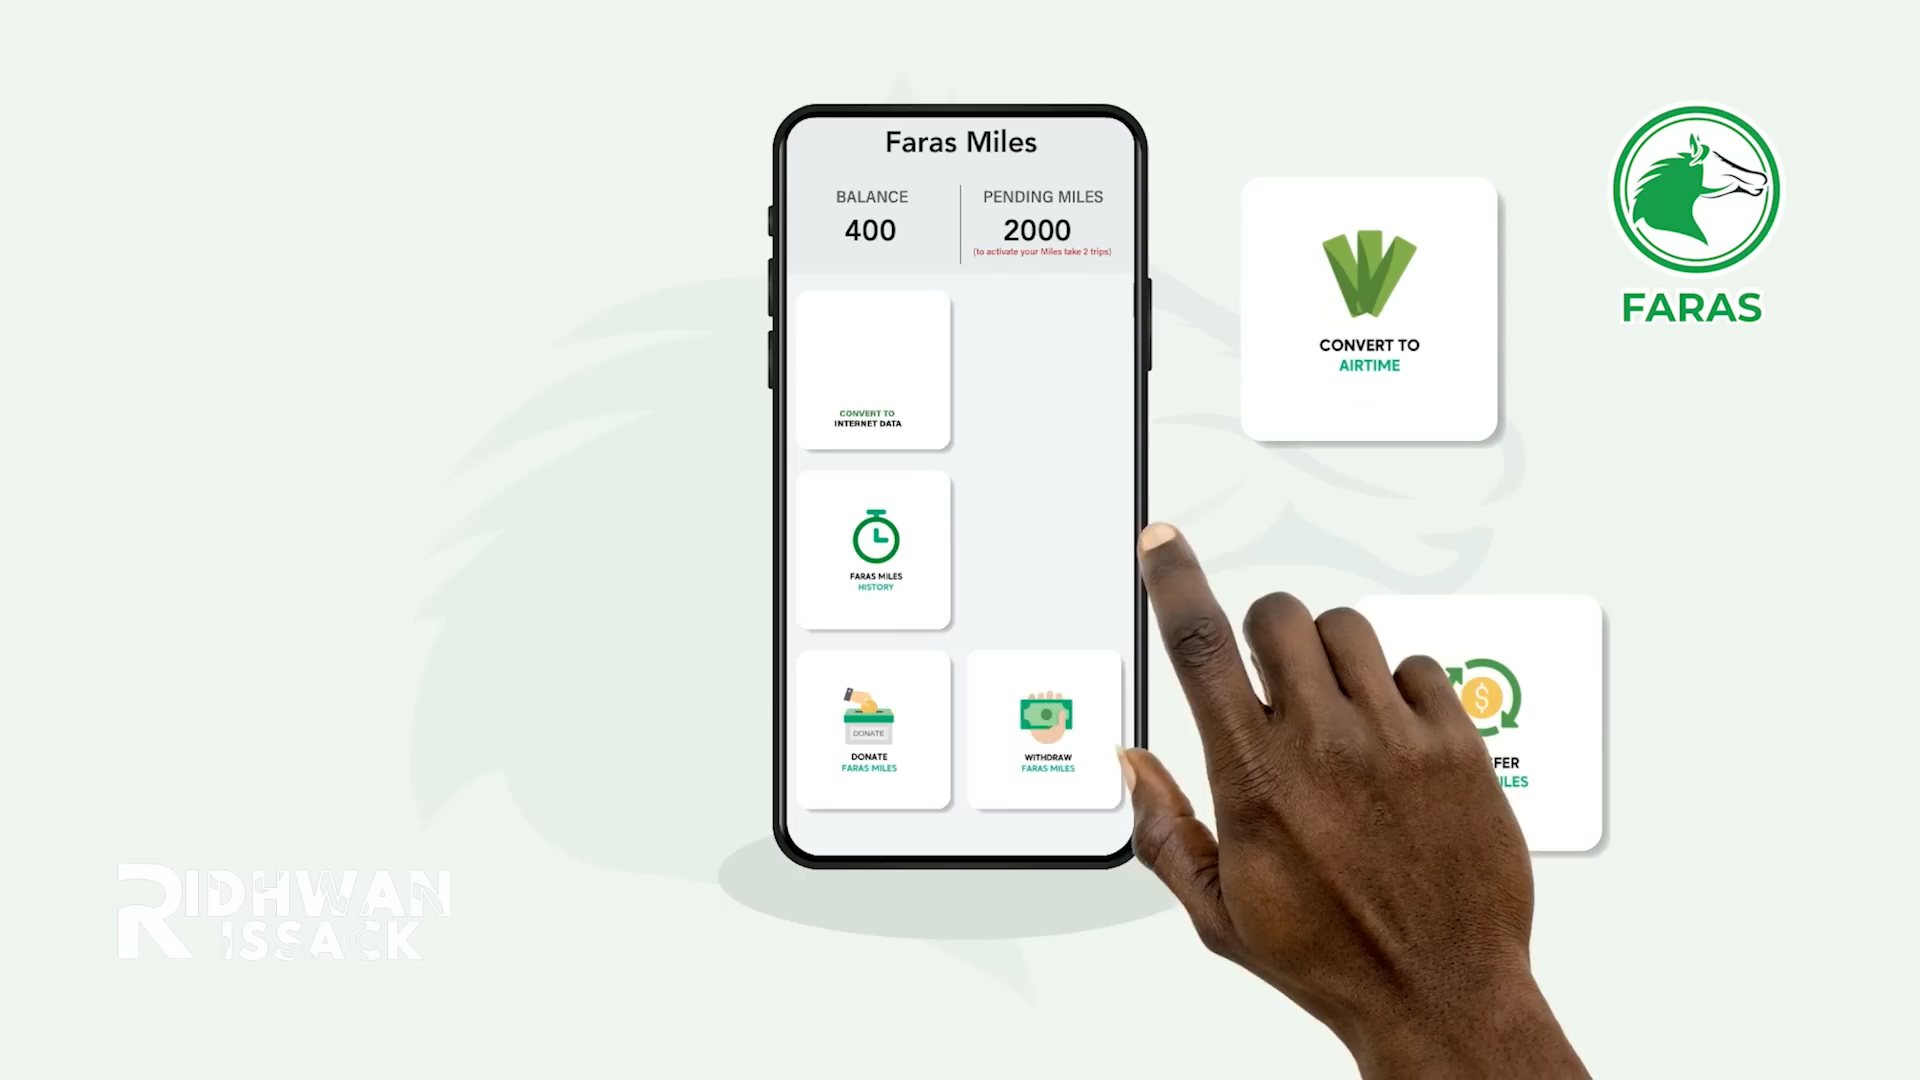 Faras Miles
BALANCE
400
PENDING MILES
2000
(to activate your Miles take 2 trips)
CONVERT TO
INTERNET DATA
FARAS MILES
HISTORY
DONATE
DONATE
FARAS MILES
WITHDRAW
FARAS MILES
CONVERT TO
AIRTIME
FARAS
FER
ILES
RIDHWAN
ISSACK